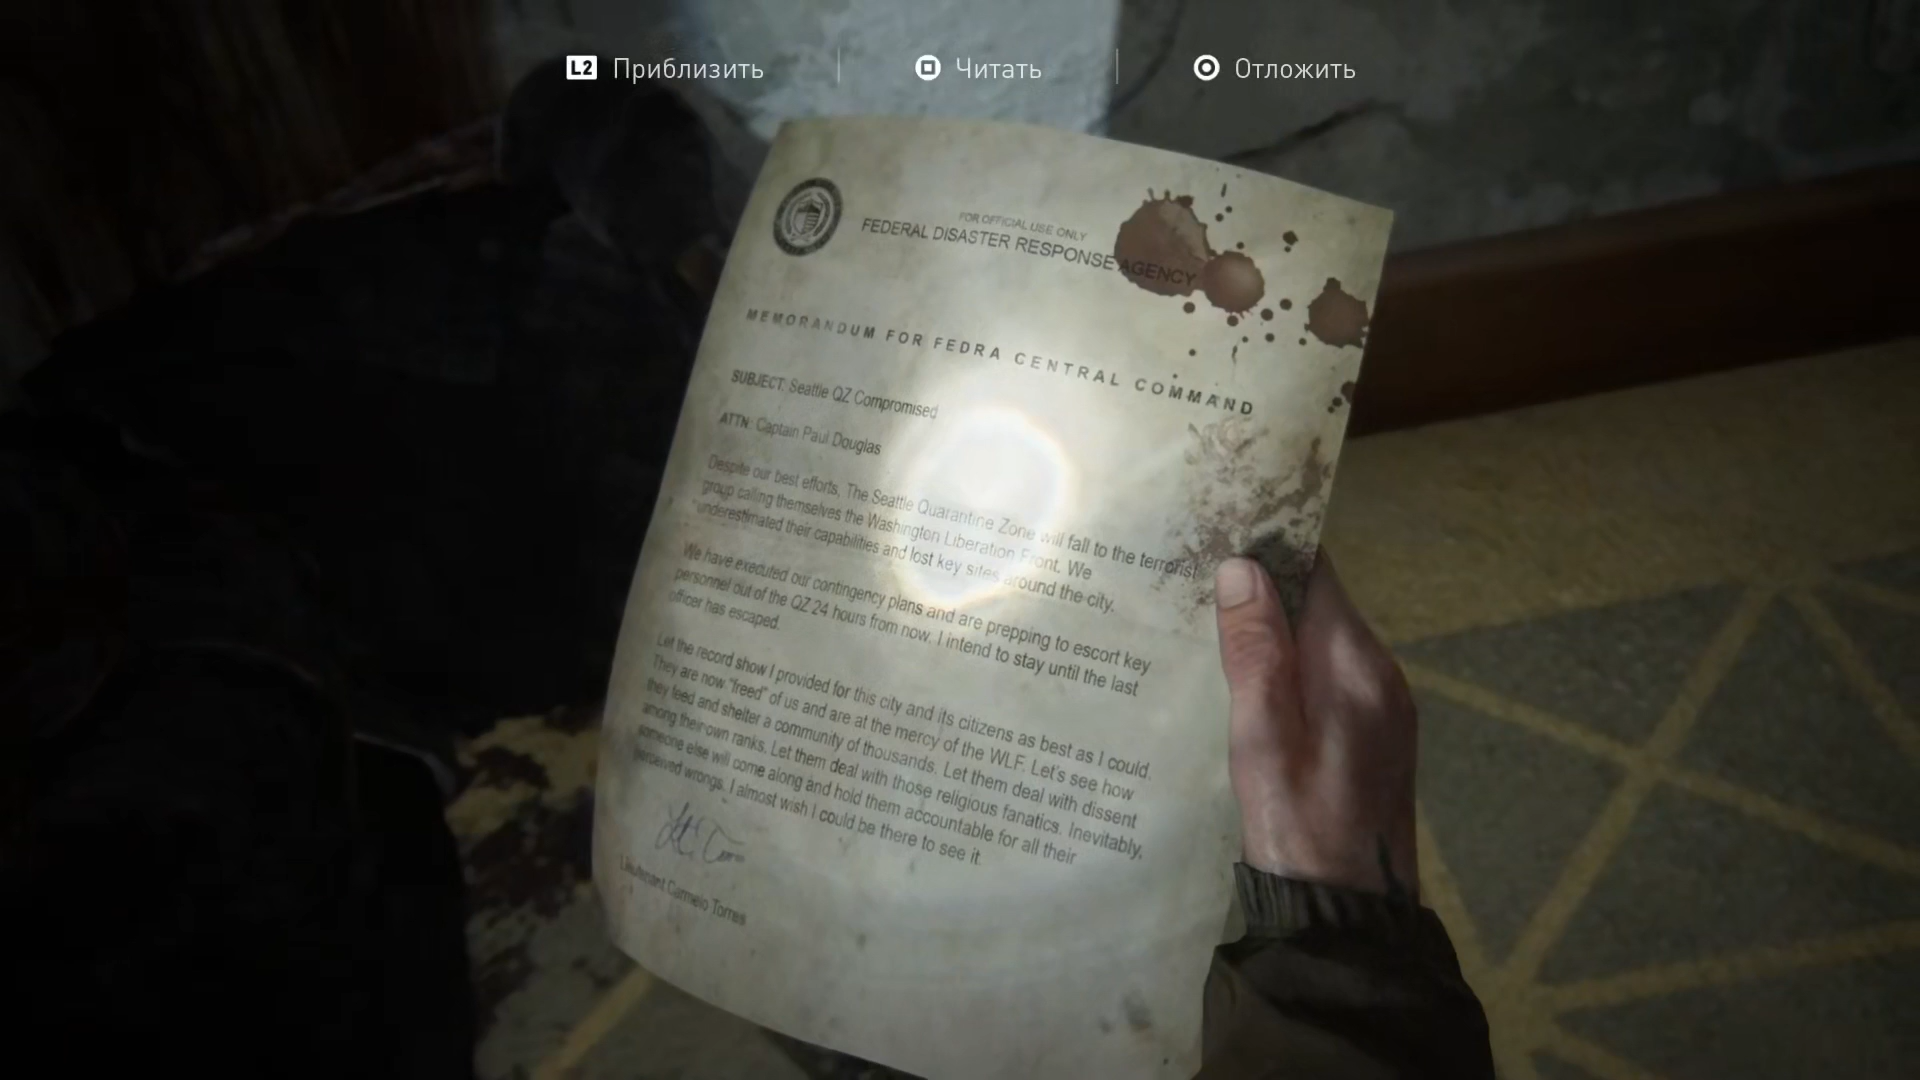 L2 Приблизить
Читать
Отложить
FOR OFFICIAL USE ONLY
FEDERAL DISASTER RESPONSE AGENCY
MEMORANDUM FOR FEDRA CENTRAL COMMAND
SUBJECT: Seattle QZ Compromised
ATTN: Captain Paul Douglas
Despite our best efforts, The Seattle Quarantine Zone will fall to the terrorist
group calling themselves the Washington Liberation Front. We
underestimated their capabilities and lost key sites around the city.
We have executed our contingency plans and are prepping to escort key
personnel out of the QZ 24 hours from now. I intend to stay until the last
officer has escaped.
Let the record show I provided for this city and its citizens as best as I could.
They are now "freed" of us and are at the mercy of the WLF. Let's see how
they feed and shelter a community of thousands. Let them deal with dissent
among their own ranks. Let them deal with those religious fanatics. Inevitably,
someone else will come along and hold them accountable for all their
perceived wrongs. I almost wish I could be there to see it.
Lieutenant Carmelo Torres